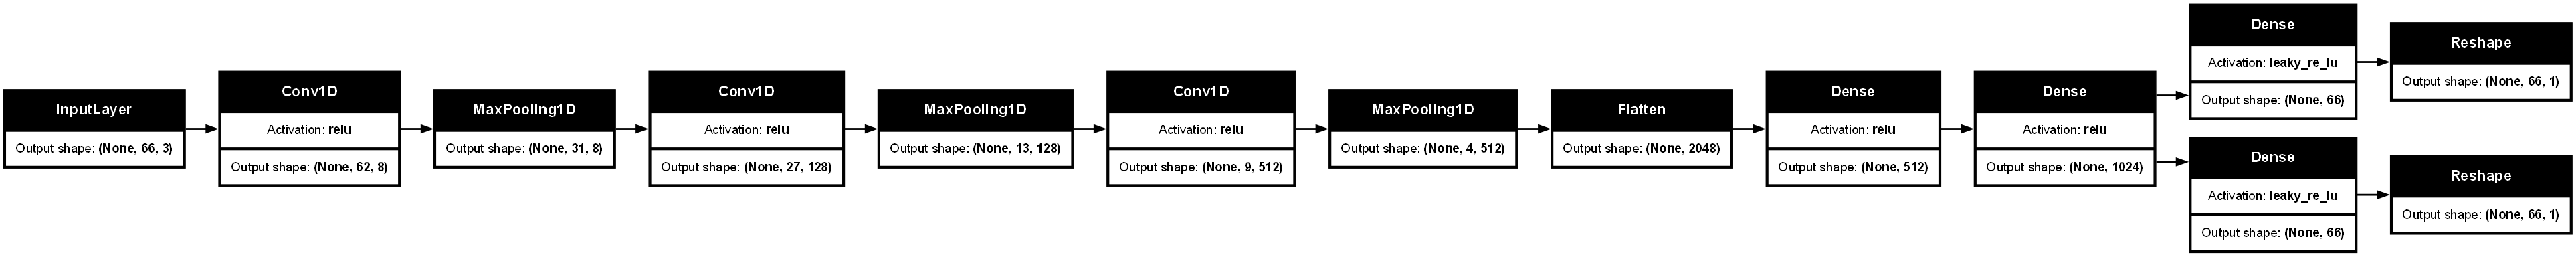 InputLayer
Output shape: (None, 66, 3)
Conv1D
Activation: relu
Output shape: (None, 62, 8)
MaxPooling1D
Output shape: (None, 31, 8)
Conv1D
Activation: relu
Output shape: (None, 27, 128)
MaxPooling1D
Output shape: (None, 13, 128)
Conv1D
Activation: relu
Output shape: (None, 9, 512)
MaxPooling1D
Output shape: (None, 4, 512)
Flatten
Output shape: (None, 2048)
Dense
Activation: relu
Output shape: (None, 512)
Dense
Activation: relu
Output shape: (None, 1024)
Dense
Activation: leaky_re_lu
Output shape: (None, 66)
Reshape
Output shape: (None, 66, 1)
Dense
Activation: leaky_re_lu
Output shape: (None, 66)
Reshape
Output shape: (None, 66, 1)